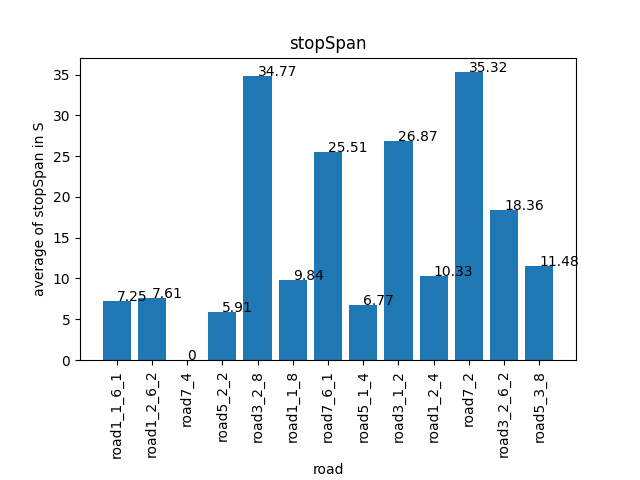 stopSpan
average of stopSpan in S
35
30
25
20
15
10
5
0
7.25
7.61
0
5.91
34.77
9.84
25.51
6.77
26.87
10.33
35.32
18.36
11.48
road1_1_6_1
road1_2_6_2
road7_4
road5_2_2
road3_2_8
road1_1_8
road7_6_1
road5_1_4
road3_1_2
road1_2_4
road7_2
road3_2_6_2
road5_3_8
road